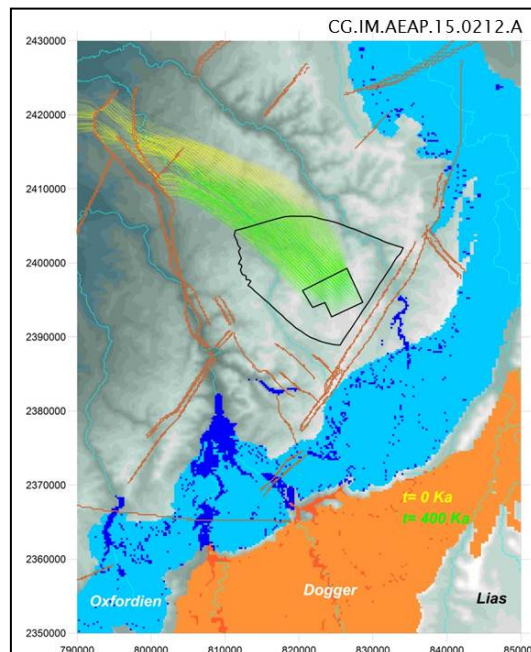 CG.IM.AEAP.15.0212.A
2430000
2420000
2410000
2400000
2390000
2380000
2370000
2360000
2350000
t= 0 Ka
t= 400 Ka
Oxfordien
Dogger
Lias
790000 800000 810000 820000 830000 840000 85000